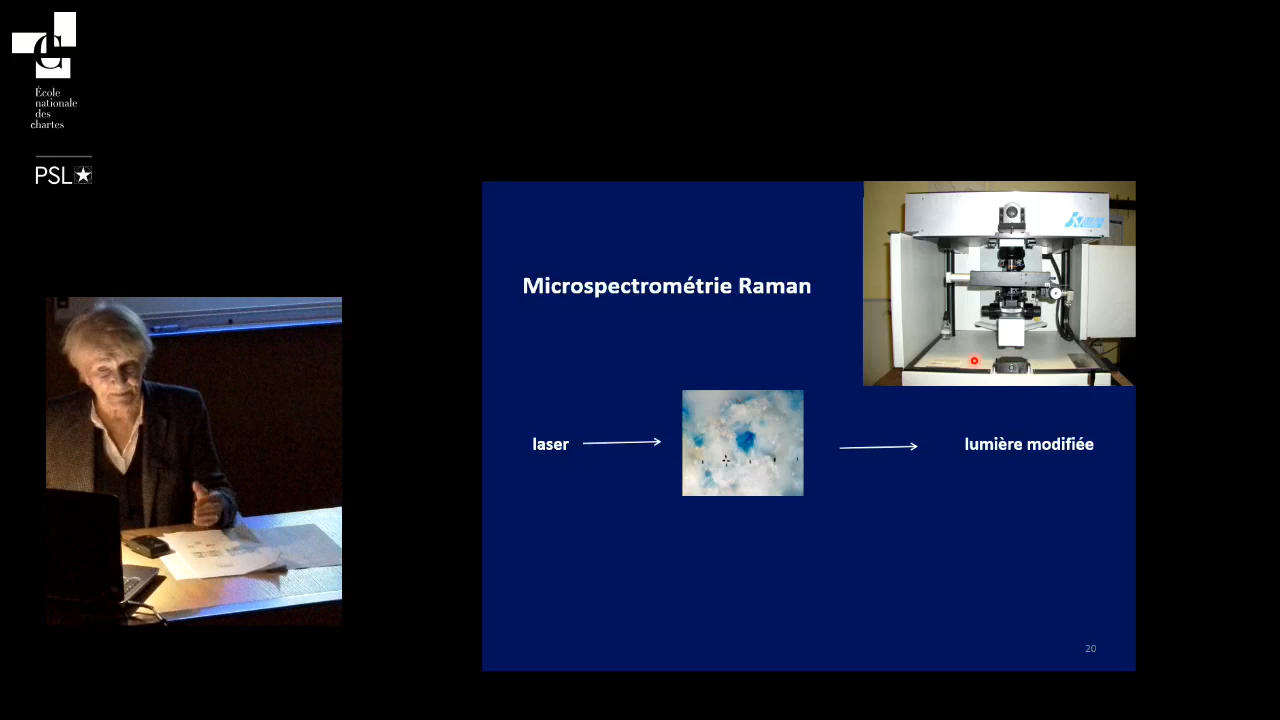 École
nationale
des
chartes
PSL
Microspectrométrie Raman
laser
lumière modifiée
20